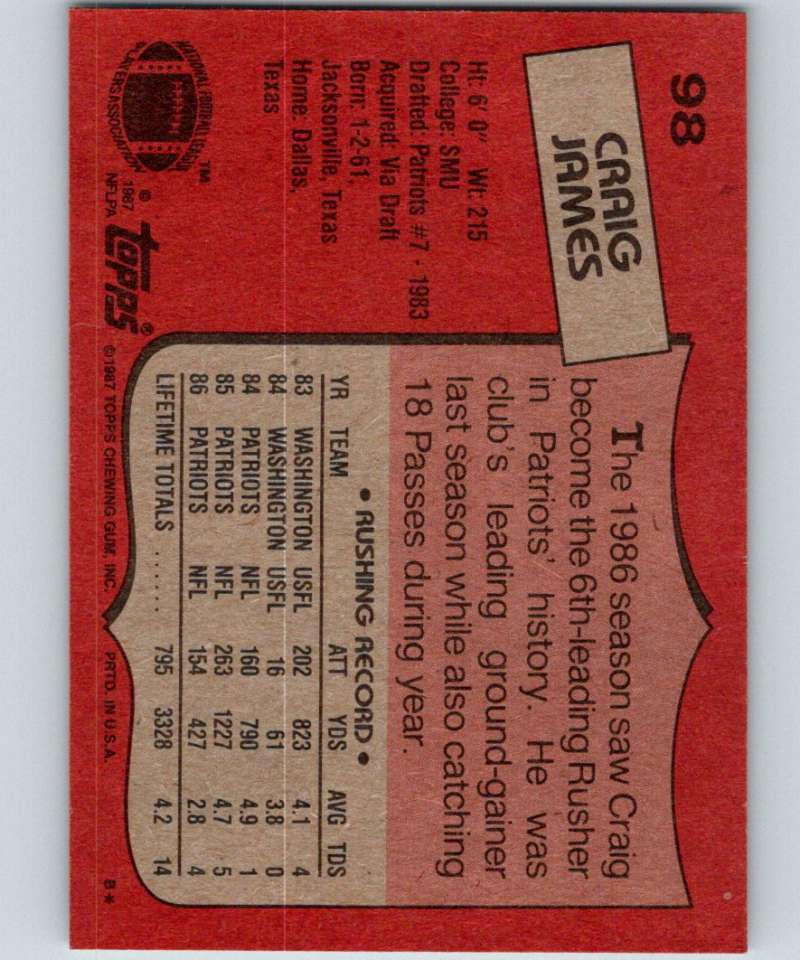 98
CRAIG
JAMES
Ht: 6' 0" Wt: 215
College: SMU
Drafted: Patriots #7 - 1983
Acquired: Via Draft
Born: 1-2-61,
Jacksonville, Texas
Home: Dallas,
Texas
NATIONAL FOOTBALL LEAGUE
PLAYERS ASSOCIATION
TM
© 1987
NFLPA
topps®
The 1986 season saw Craig
become the 6th-leading Rusher
in Patriots' history. He was
club's leading ground-gainer
last season while also catching
18 Passes during year.
• RUSHING RECORD •
YR TEAM ATT YDS AVG TDS
83 WASHINGTON USFL 202 823 4.1 4
84 WASHINGTON USFL 16 61 3.8 0
84 PATRIOTS NFL 160 790 4.9 1
85 PATRIOTS NFL 263 1227 4.7 5
86 PATRIOTS NFL 154 427 2.8 4
LIFETIME TOTALS ...... 795 3328 4.2 14
© 1987 TOPPS CHEWING GUM, INC. PRTD. IN U.S.A. B*